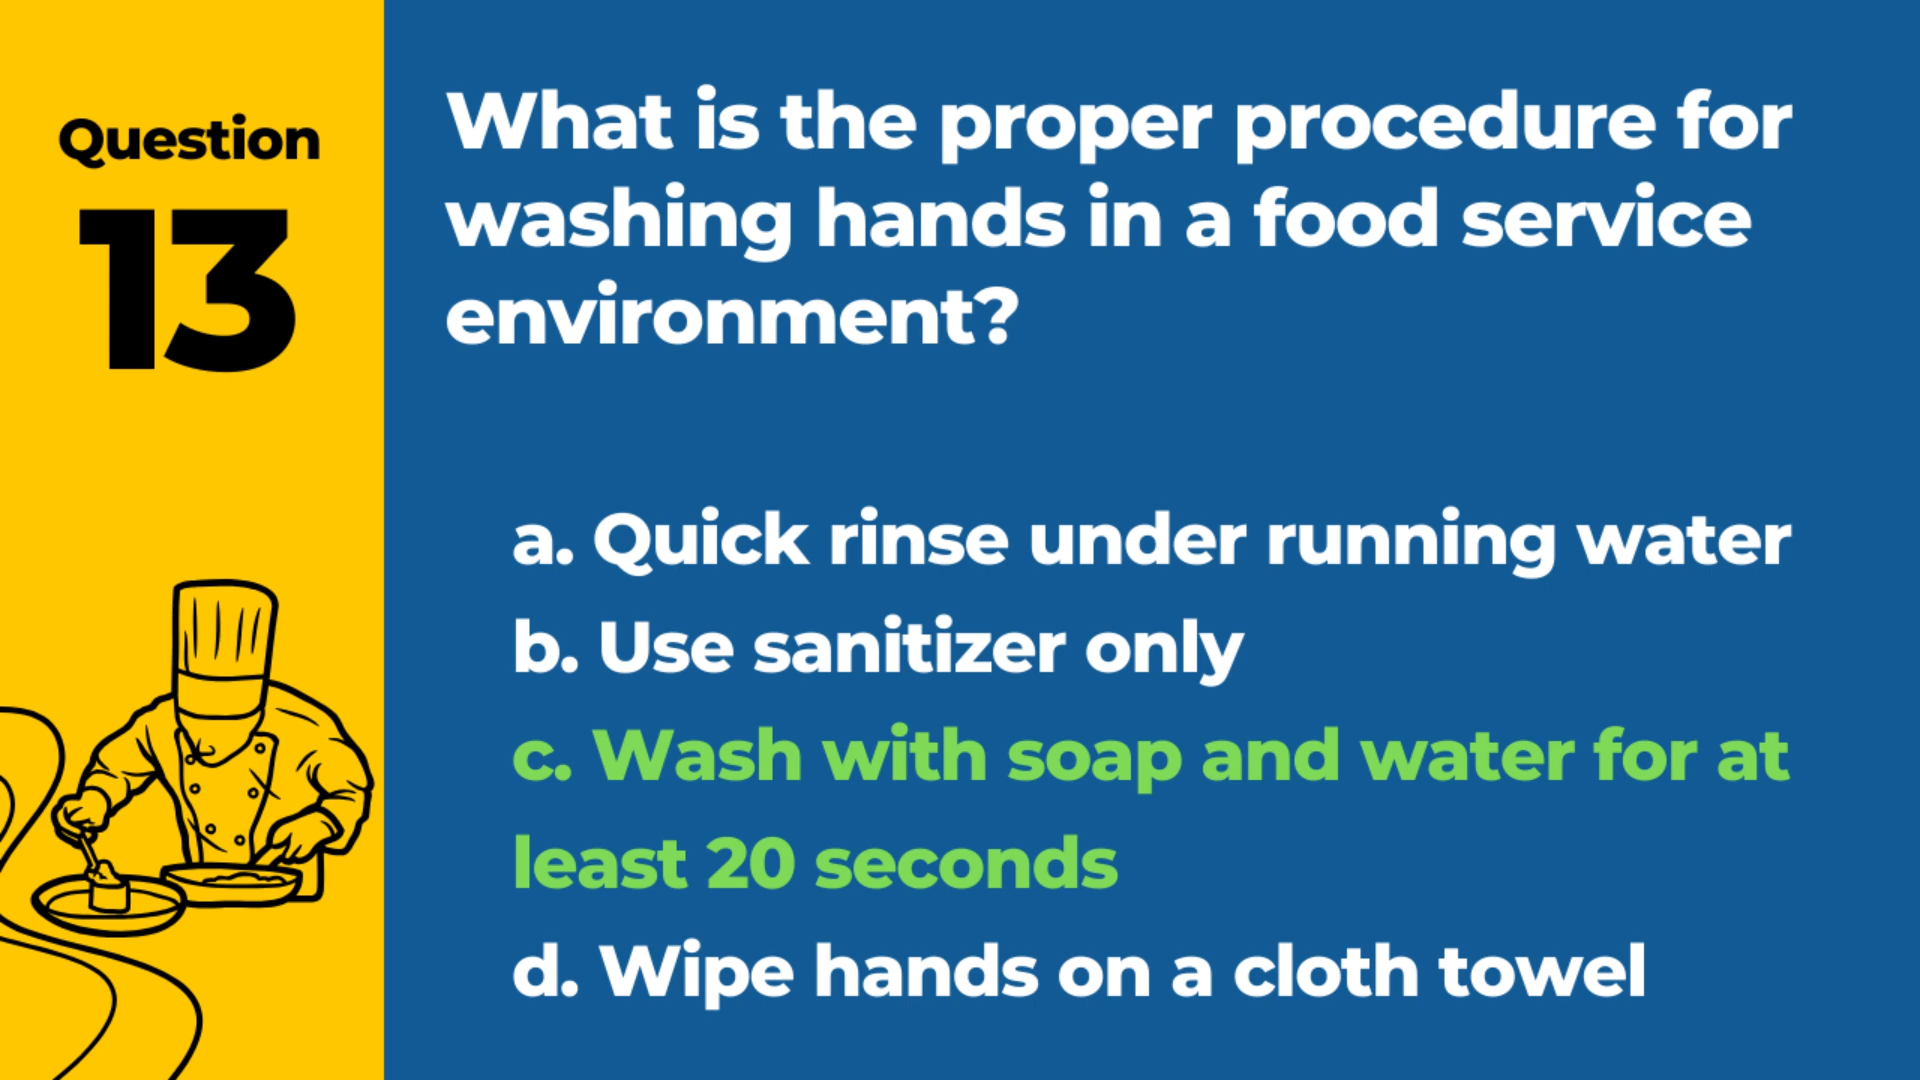 Question
13
What is the proper procedure for
washing hands in a food service
environment?
a. Quick rinse under running water
b. Use sanitizer only
c. Wash with soap and water for at
least 20 seconds
d. Wipe hands on a cloth towel